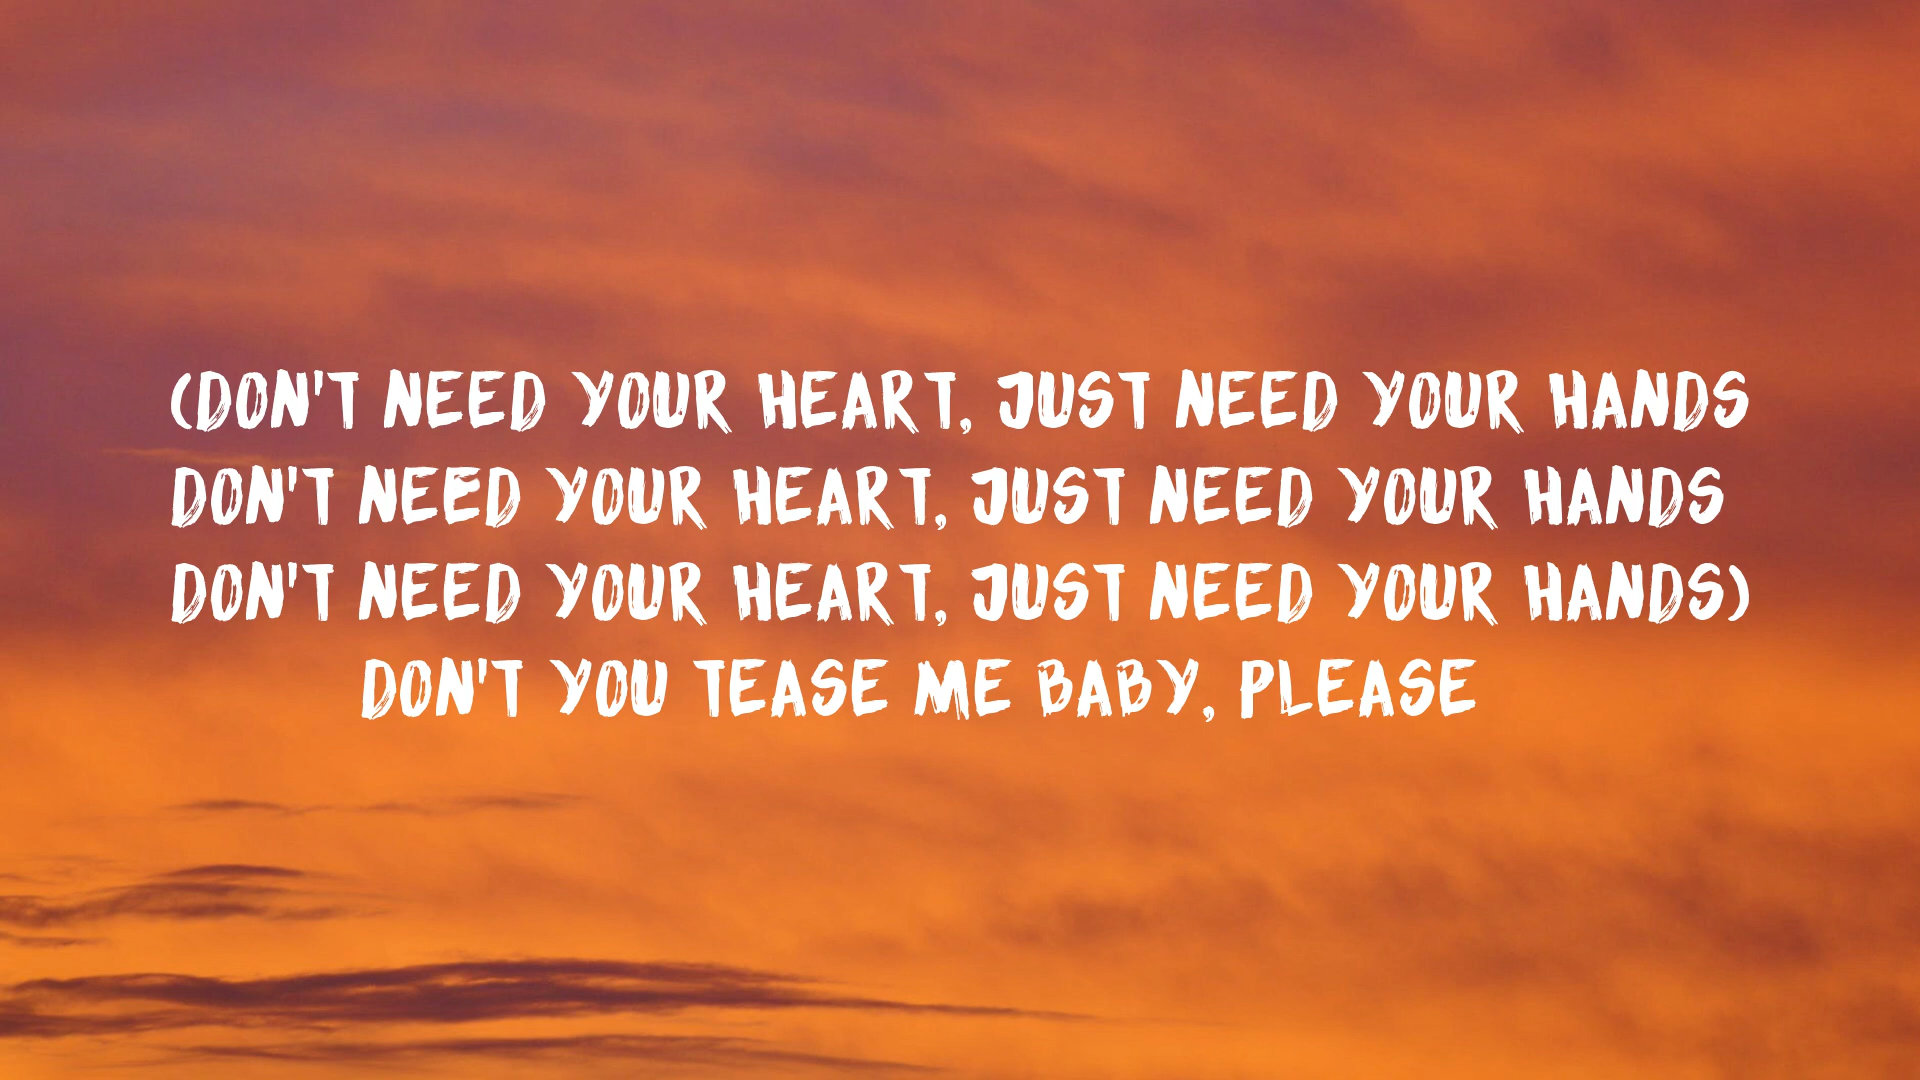 (DON'T NEED YOUR HEART, JUST NEED YOUR HANDS
DON'T NEED YOUR HEART, JUST NEED YOUR HANDS
DON'T NEED YOUR HEART, JUST NEED YOUR HANDS)
DON'T YOU TEASE ME BABY, PLEASE